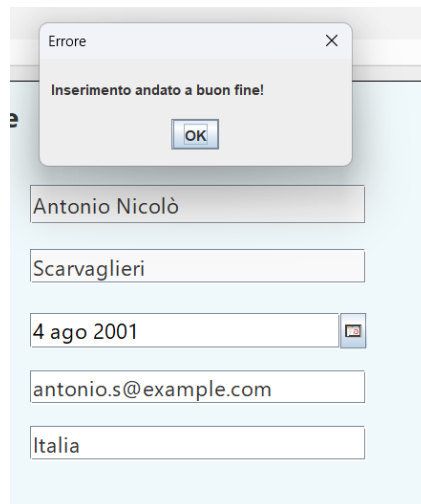 Errore
Inserimento andato a buon fine!
OK
e
Antonio Nicolò
Scarvaglieri
4 ago 2001
antonio.s@example.com
Italia